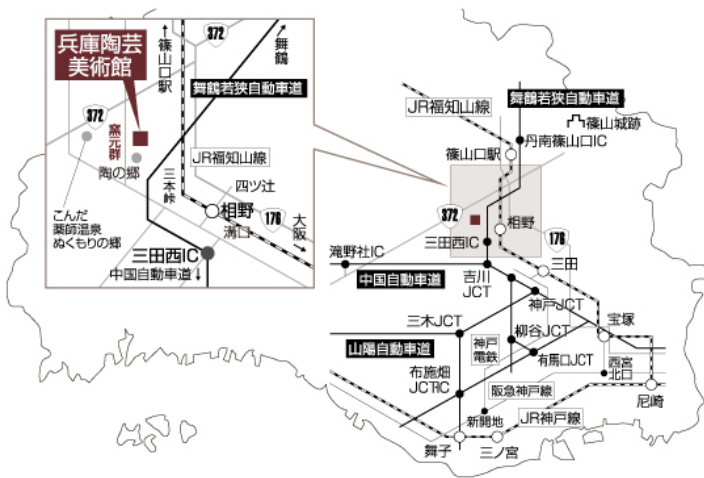 372
兵庫陶芸
美術館
↑篠山口駅
舞鶴
舞鶴若狭自動車道
372
窯元群
陶の郷
JR福知山線
三本峠
四ツ辻
こんだ
薬師温泉
ぬくもりの郷
相野
176
溝口
大阪
三田西IC
中国自動車道↓
JR福知山線
舞鶴若狭自動車道
篠山城跡
丹南篠山口IC
篠山口駅
372
相野
176
三田西IC
滝野社IC
三田
中国自動車道
吉川
JCT
神戸JCT
三木JCT
柳谷JCT
宝塚
山陽自動車道
神戸
電鉄
有馬口JCT
西宮
北口
布施畑
JCTIC
阪急神戸線
尼崎
新開地
JR神戸線
舞子
三ノ宮